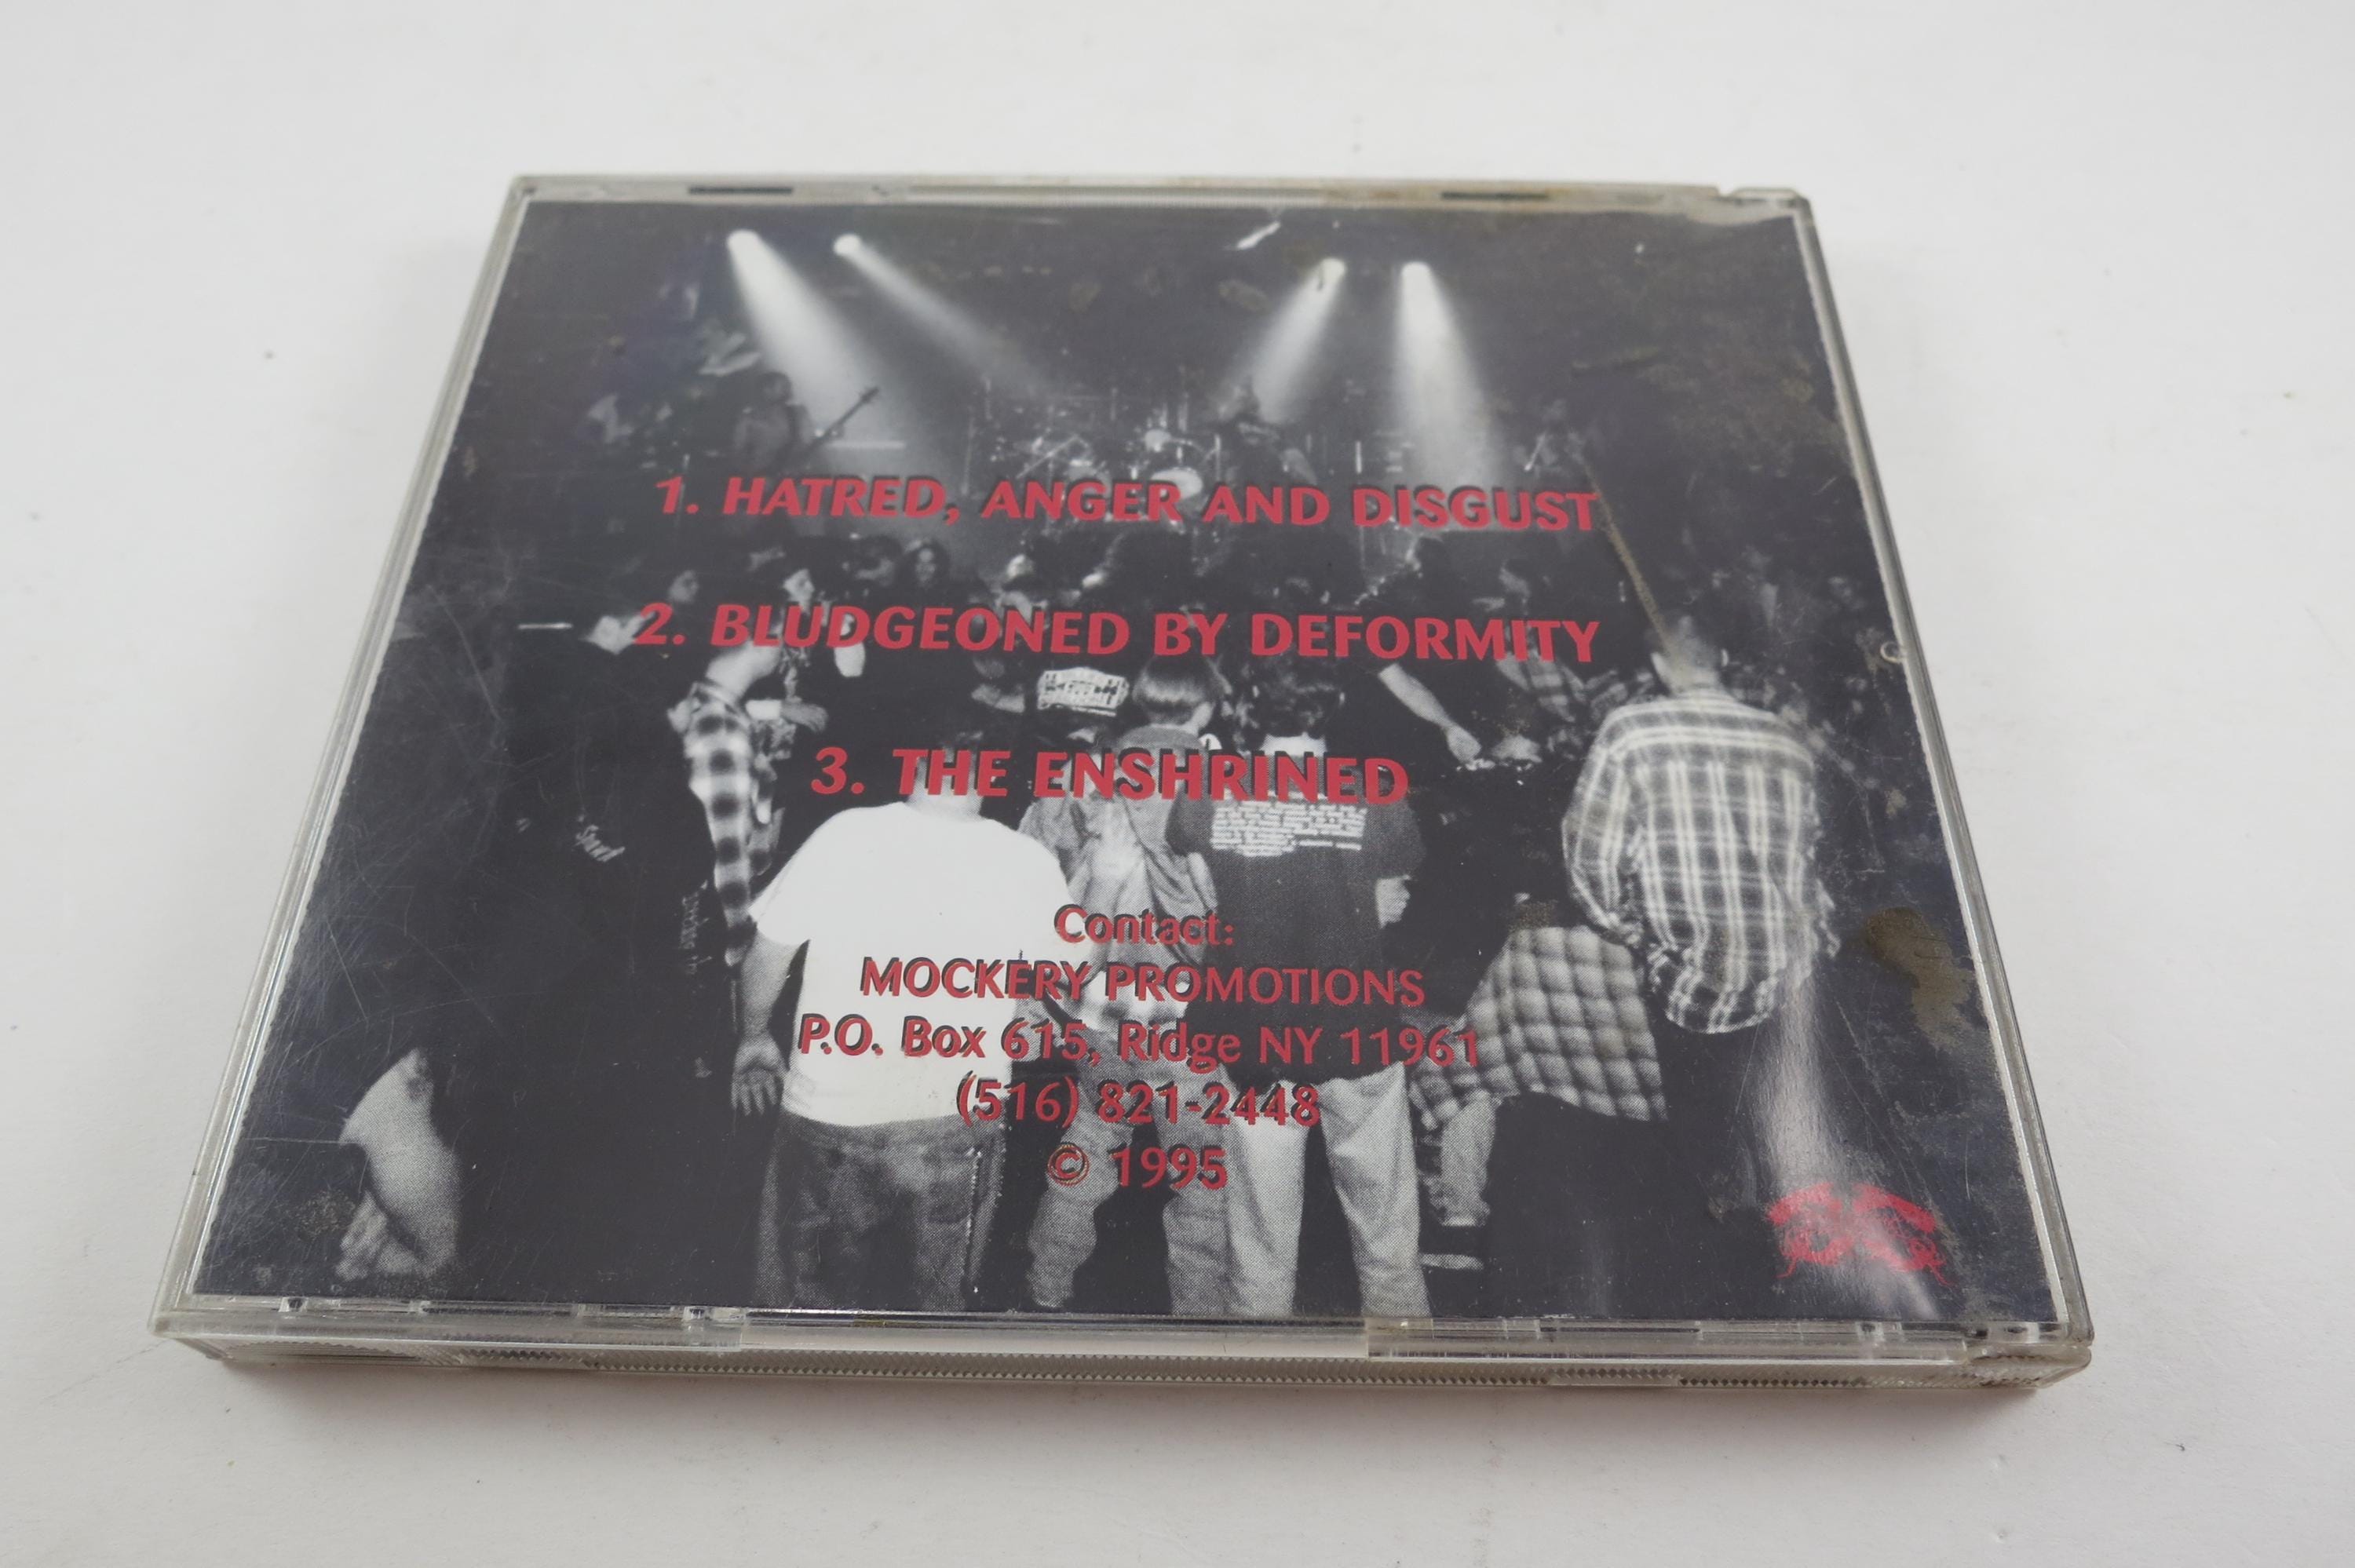 1. HATRED, ANGER AND DISGUST
2. BLUDGEONED BY DEFORMITY
3. THE ENSHRINED
Spawn
Contact:
MOCKERY PROMOTIONS
P.O. Box 615, Ridge NY 11961
(516) 821-2448
© 1995